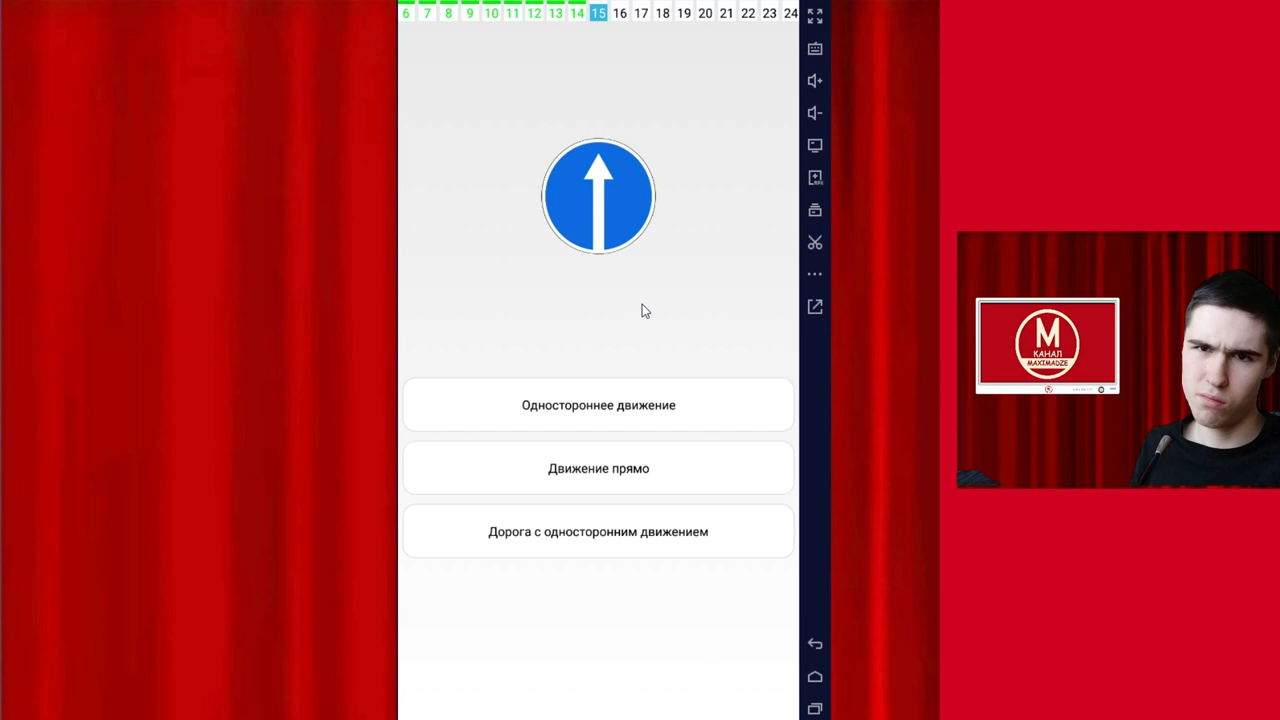 6 7 8 9 10 11 12 13 14 15 16 17 18 19 20 21 22 23 24
Одностороннее движение
Движение прямо
Дорога с односторонним движением
М
КАНАЛ
MAXIMADZE